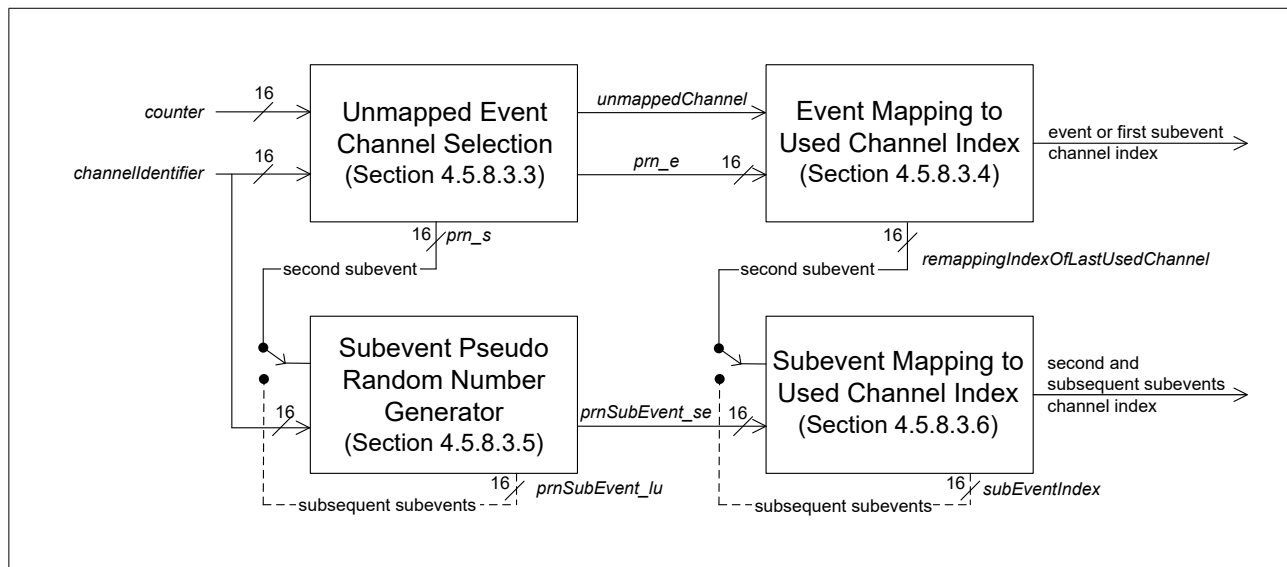 counter
16
Unmapped Event
Channel Selection
(Section 4.5.8.3.3)
unmappedChannel
Event Mapping to
Used Channel Index
(Section 4.5.8.3.4)
event or first subevent
channel index
channelIdentifier
16
prn_e
16
16
prn_s
second subevent
16
remappingIndexOfLastUsedChannel
second subevent
Subevent Pseudo
Random Number
Generator
(Section 4.5.8.3.5)
16
prnSubEvent_se
16
Subevent Mapping to
Used Channel Index
(Section 4.5.8.3.6)
second and
subsequent subevents
channel index
16
prnSubEvent_lu
subsequent subevents
16
subEventIndex
subsequent subevents